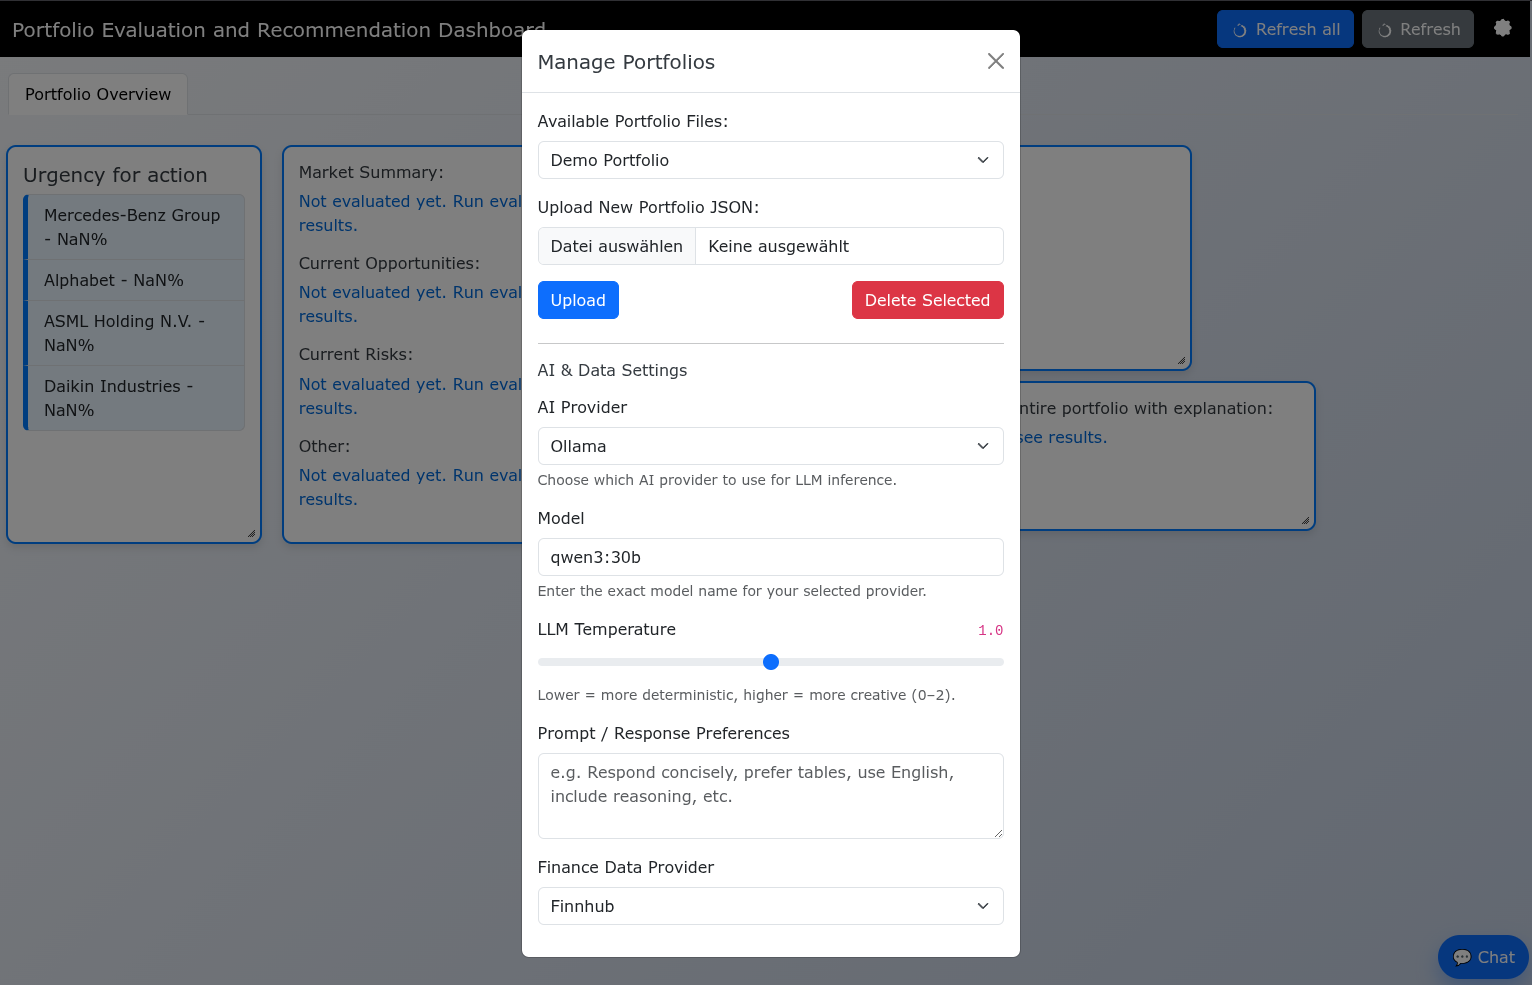 Portfolio Evaluation and Recommendation Dashboard
Refresh all
Refresh
Portfolio Overview
Urgency for action
Mercedes-Benz Group
- NaN%
Alphabet - NaN%
ASML Holding N.V. -
NaN%
Daikin Industries -
NaN%
Market Summary:
Not evaluated yet. Run eval
results.
Current Opportunities:
Not evaluated yet. Run eval
results.
Current Risks:
Not evaluated yet. Run eval
results.
Other:
Not evaluated yet. Run eval
results.
Manage Portfolios
Available Portfolio Files:
Demo Portfolio
Upload New Portfolio JSON:
Datei auswählen Keine ausgewählt
Upload
Delete Selected
AI & Data Settings
AI Provider
Ollama
Choose which AI provider to use for LLM inference.
Model
qwen3:30b
Enter the exact model name for your selected provider.
LLM Temperature
1.0
Lower = more deterministic, higher = more creative (0–2).
Prompt / Response Preferences
e.g. Respond concisely, prefer tables, use English,
include reasoning, etc.
Finance Data Provider
Finnhub
ntire portfolio with explanation:
see results.
💬 Chat